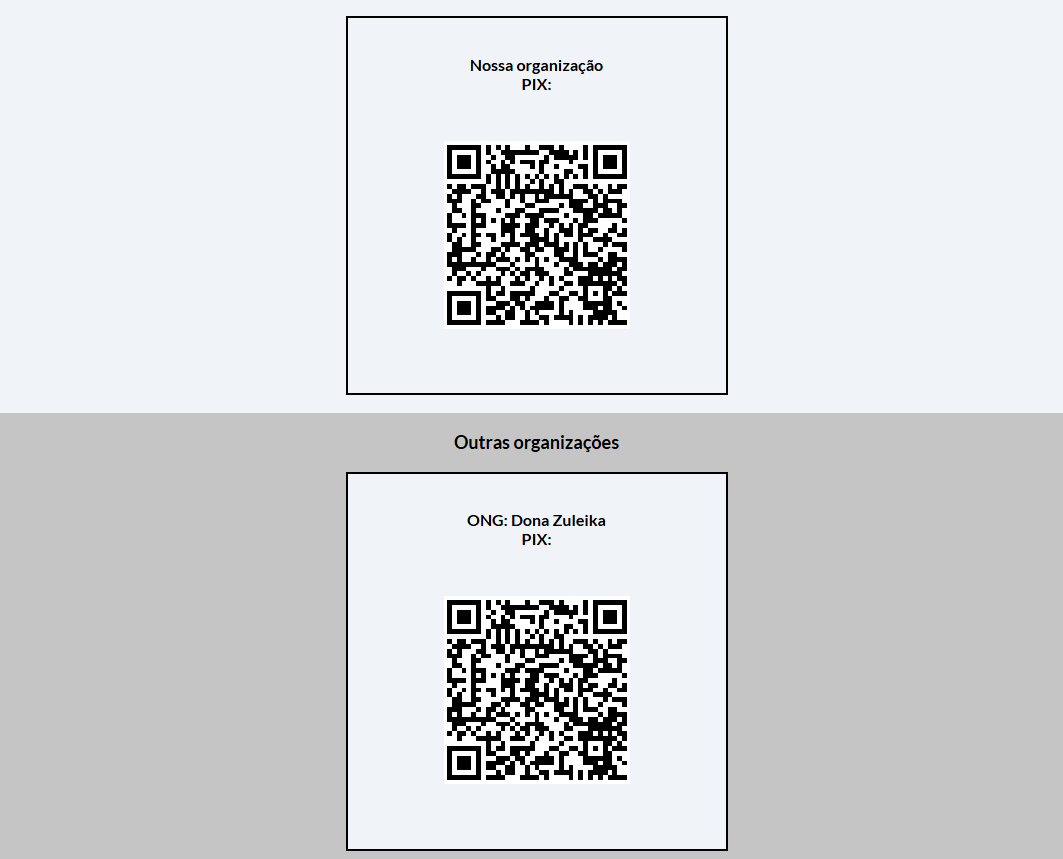 Nossa organização
PIX:
Outras organizações
ONG: Dona Zuleika
PIX: